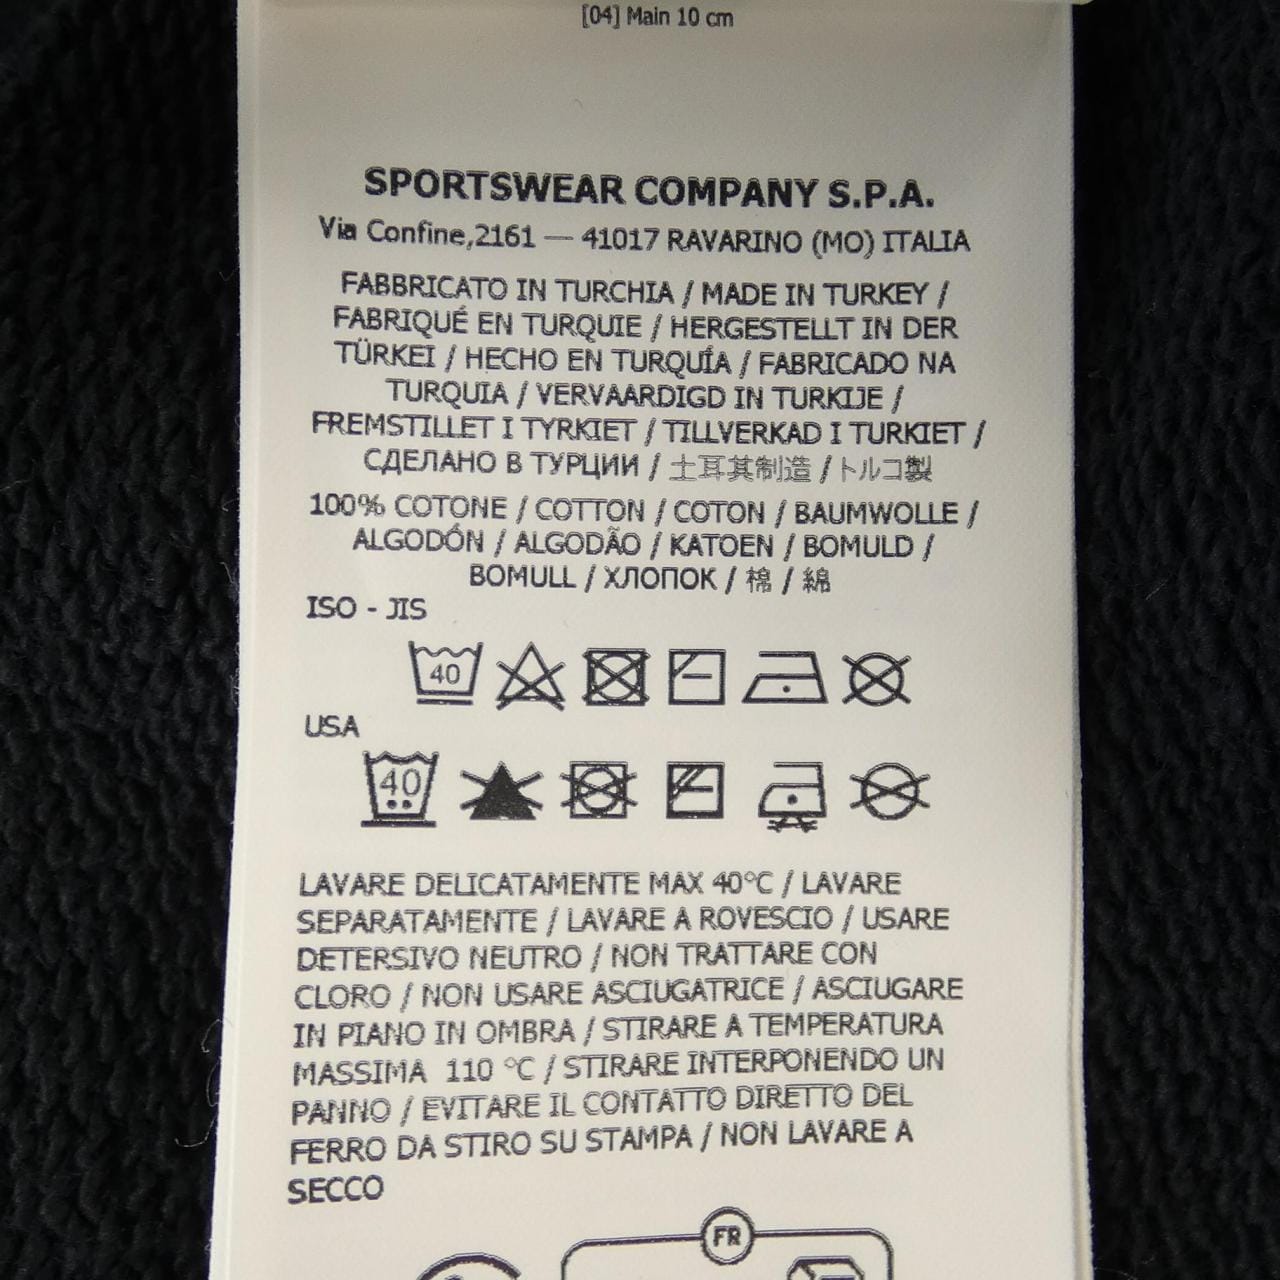 [04] Main 10 cm
SPORTSWEAR COMPANY S.P.A.
Via Confine,2161 — 41017 RAVARINO (MO) ITALIA
FABBRICATO IN TURCHIA / MADE IN TURKEY /
FABRIQUÉ EN TURQUIE / HERGESTELLT IN DER
TÜRKEI / HECHO EN TURQUÍA / FABRICADO NA
TURQUIA / VERVAARDIGD IN TURKIJE /
FREMSTILLET I TYRKIET / TILLVERKAD I TURKIET /
СДЕЛАНО В ТУРЦИИ / 土耳其制造 / トルコ製
100% COTONE / COTTON / COTON / BAUMWOLLE /
ALGODÓN / ALGODÃO / KATOEN / BOMULD /
BOMULL / ХЛОПОК / 棉 / 綿
ISO - JIS
40
USA
40
LAVARE DELICATAMENTE MAX 40°C / LAVARE
SEPARATAMENTE / LAVARE A ROVESCIO / USARE
DETERSIVO NEUTRO / NON TRATTARE CON
CLORO / NON USARE ASCIUGATRICE / ASCIUGARE
IN PIANO IN OMBRA / STIRARE A TEMPERATURA
MASSIMA 110 °C / STIRARE INTERPONENDO UN
PANNO / EVITARE IL CONTATTO DIRETTO DEL
FERRO DA STIRO SU STAMPA / NON LAVARE A
SECCO
FR